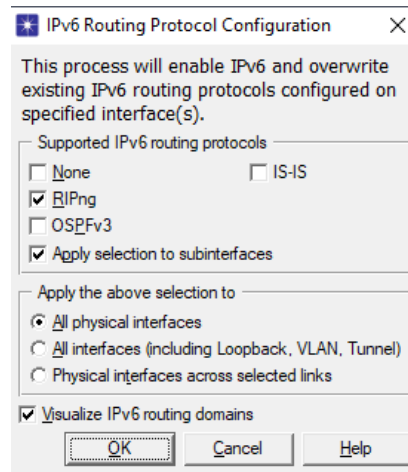 IPv6 Routing Protocol Configuration
This process will enable IPv6 and overwrite
existing IPv6 routing protocols configured on
specified interface(s).
Supported IPv6 routing protocols
None IS-IS
RIPng
OSPFv3
Apply selection to subinterfaces
Apply the above selection to
All physical interfaces
All interfaces (including Loopback, VLAN, Tunnel)
Physical interfaces across selected links
Visualize IPv6 routing domains
OK Cancel Help